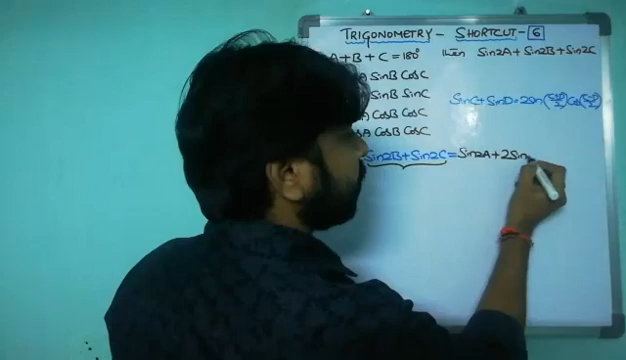 TRIGONOMETRY - SHORTCUT - 6
A + B + C = 180° then Sin2A + Sin2B + Sin2C
A SinB CosC
A SinB SinC
SinC + SinD = 2Sin(C+D/2) Cos(C-D/2)
CosB CosC
A CosB CosC
Sin2B + Sin2C = Sin2A + 2Sin